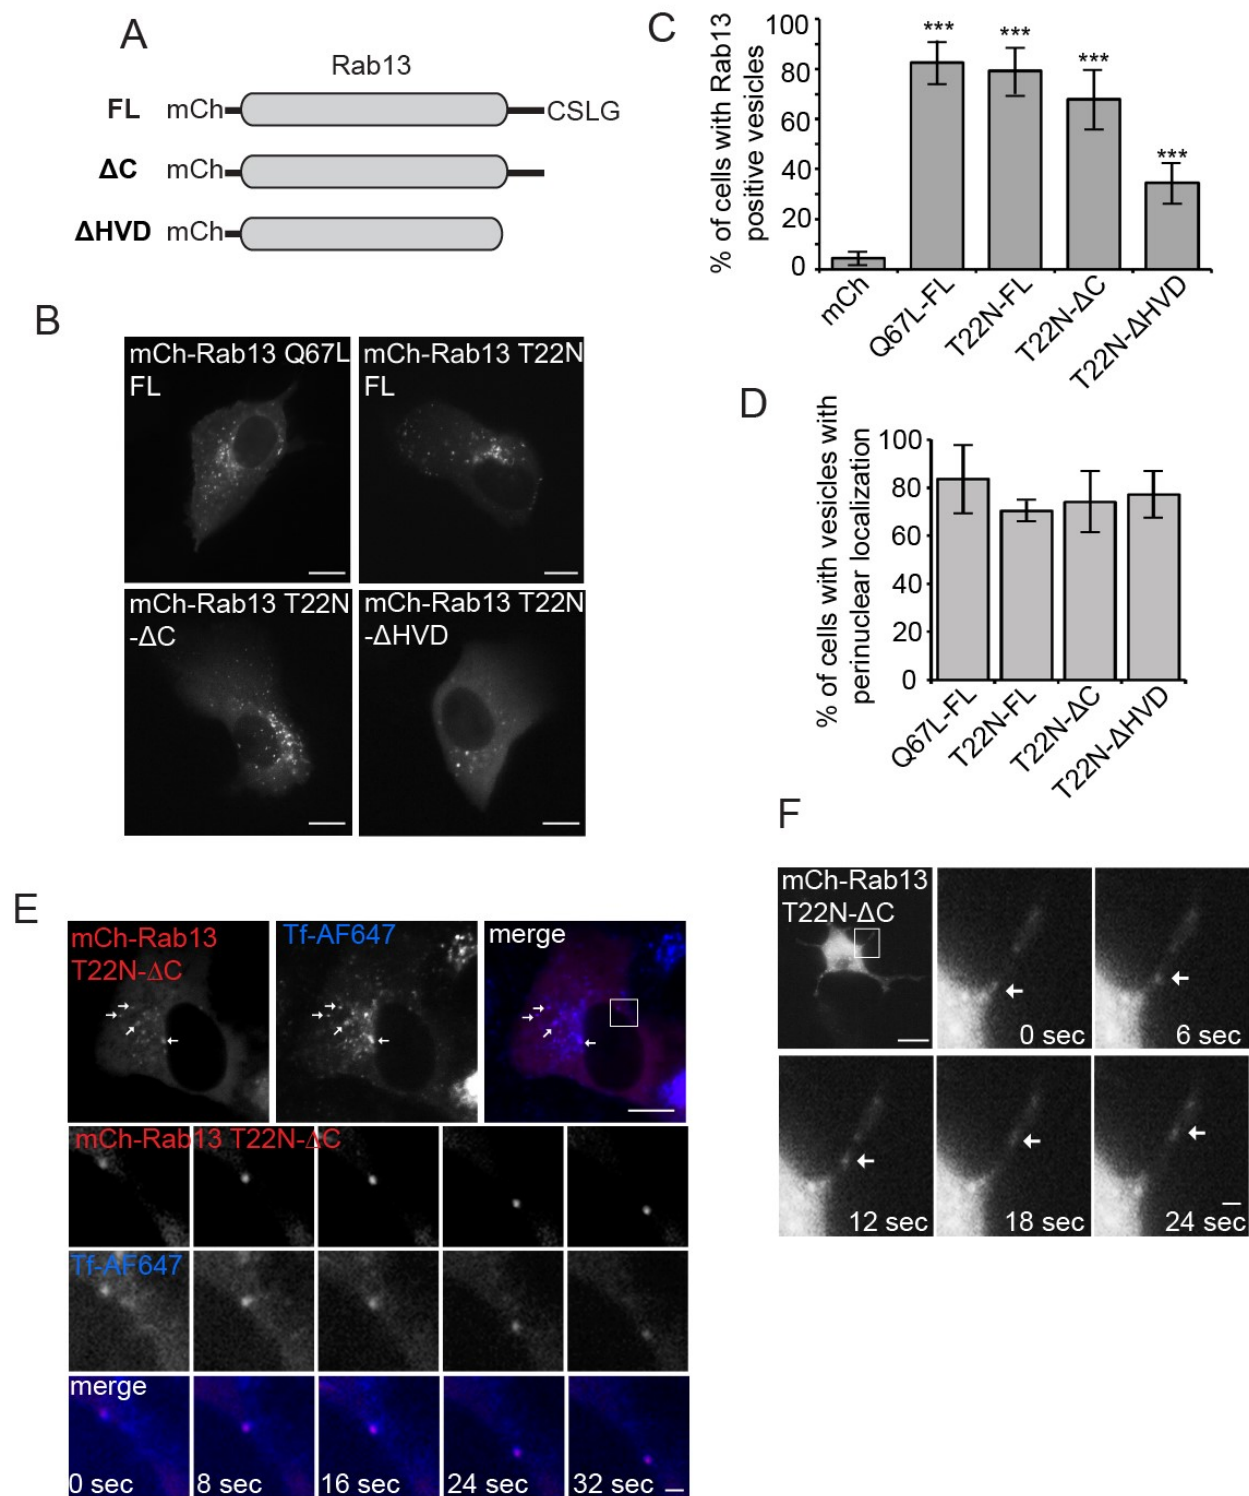 A
Rab13
FL mCh CSLG
ΔC mCh
ΔHVD mCh
B
mCh-Rab13 Q67L
FL
mCh-Rab13 T22N
FL
mCh-Rab13 T22N
-ΔC
mCh-Rab13 T22N
-ΔHVD
C
% of cells with Rab13
positive vesicles
100
80
60
40
20
0
***
***
***
***
mCh
Q67L-FL
T22N-FL
T22N-ΔC
T22N-ΔHVD
D
% of cells with vesicles with
perinuclear localization
100
80
60
40
20
0
Q67L-FL
T22N-FL
T22N-ΔC
T22N-ΔHVD
E
mCh-Rab13
T22N-ΔC
Tf-AF647
merge
mCh-Rab13 T22N-ΔC
Tf-AF647
merge
0 sec
8 sec
16 sec
24 sec
32 sec
F
mCh-Rab13
T22N-ΔC
0 sec
6 sec
12 sec
18 sec
24 sec